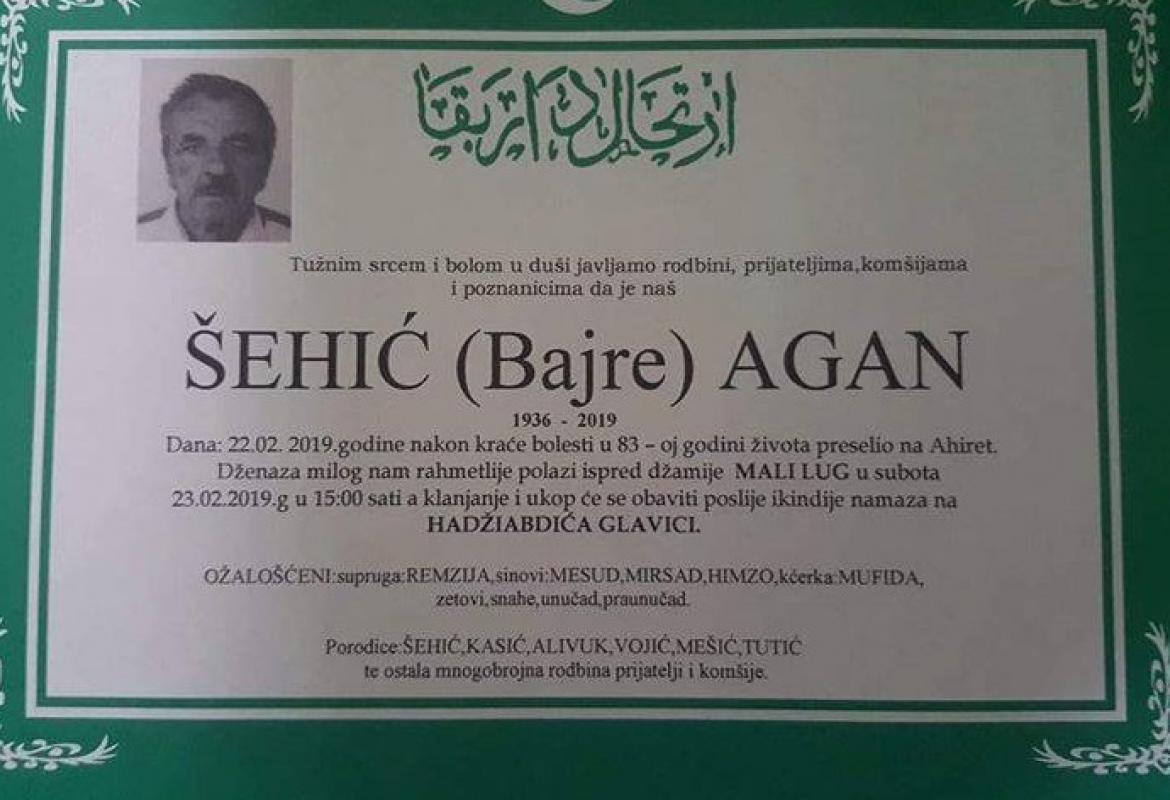 ارتحال دار بقا
Tužnim srcem i bolom u duši javljamo rodbini, prijateljima,komšijama
i poznanicima da je naš
ŠEHIĆ (Bajre) AGAN
1936 - 2019
Dana: 22.02. 2019.godine nakon kraće bolesti u 83 – oj godini života preselio na Ahiret.
Dženaza milog nam rahmetlije polazi ispred džamije MALI LUG u subota
23.02.2019.g u 15:00 sati a klanjanje i ukop će se obaviti poslije ikindije namaza na
HADŽIABDIĆA GLAVICI.
OŽALOŠĆENI:supruga:REMZIJA,sinovi:MESUD,MIRSAD,HIMZO,kćerka:MUFIDA,
zetovi,snahe,unučad,praunučad.
Porodice:ŠEHIĆ,KASIĆ,ALIVUK,VOJIĆ,MEŠIĆ,TUTIĆ
te ostala mnogobrojna rodbina prijatelji i komšije.